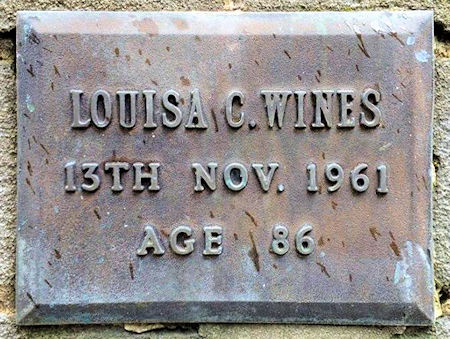 LOUISA C. WINES
13TH NOV. 1961
AGE 86